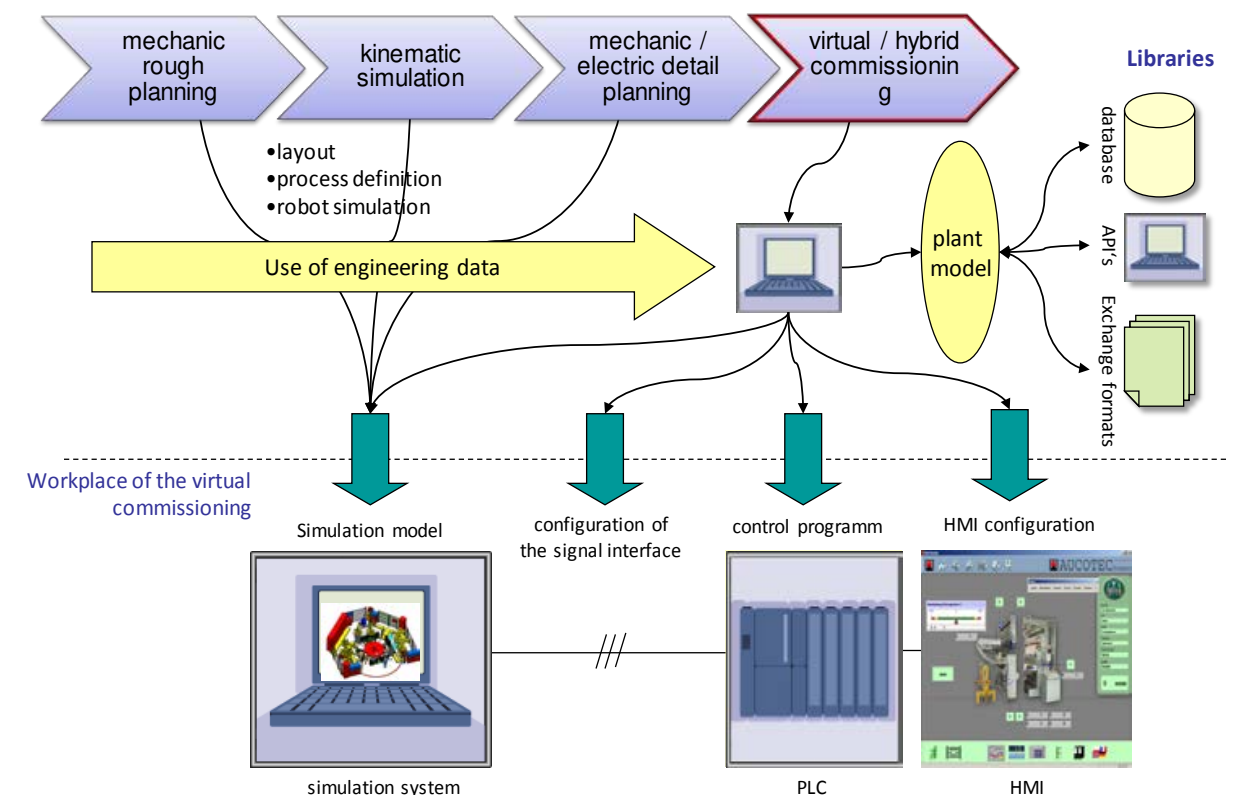 mechanic
rough
planning
kinematic
simulation
mechanic /
electric detail
planning
virtual / hybrid
commissionin
g
Libraries
•layout
•process definition
•robot simulation
Use of engineering data
plant
model
database
API's
Exchange formats
Workplace of the virtual
commissioning
Simulation model
configuration of
the signal interface
control programm
HMI configuration
AUCOTEC
simulation system
PLC
HMI